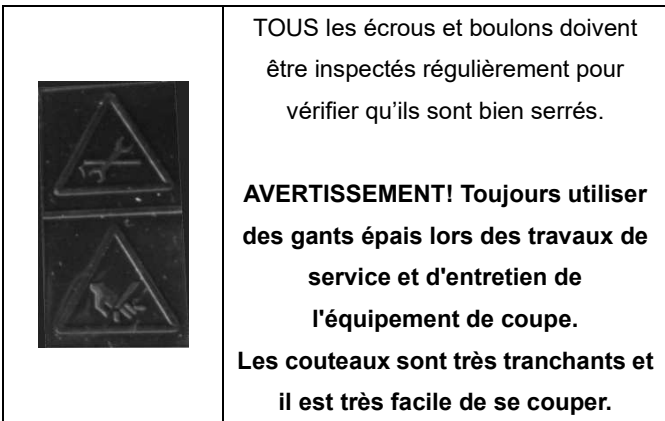 TOUS les écrous et boulons doivent
être inspectés régulièrement pour
vérifier qu’ils sont bien serrés.
AVERTISSEMENT! Toujours utiliser
des gants épais lors des travaux de
service et d'entretien de
l'équipement de coupe.
Les couteaux sont très tranchants et
il est très facile de se couper.